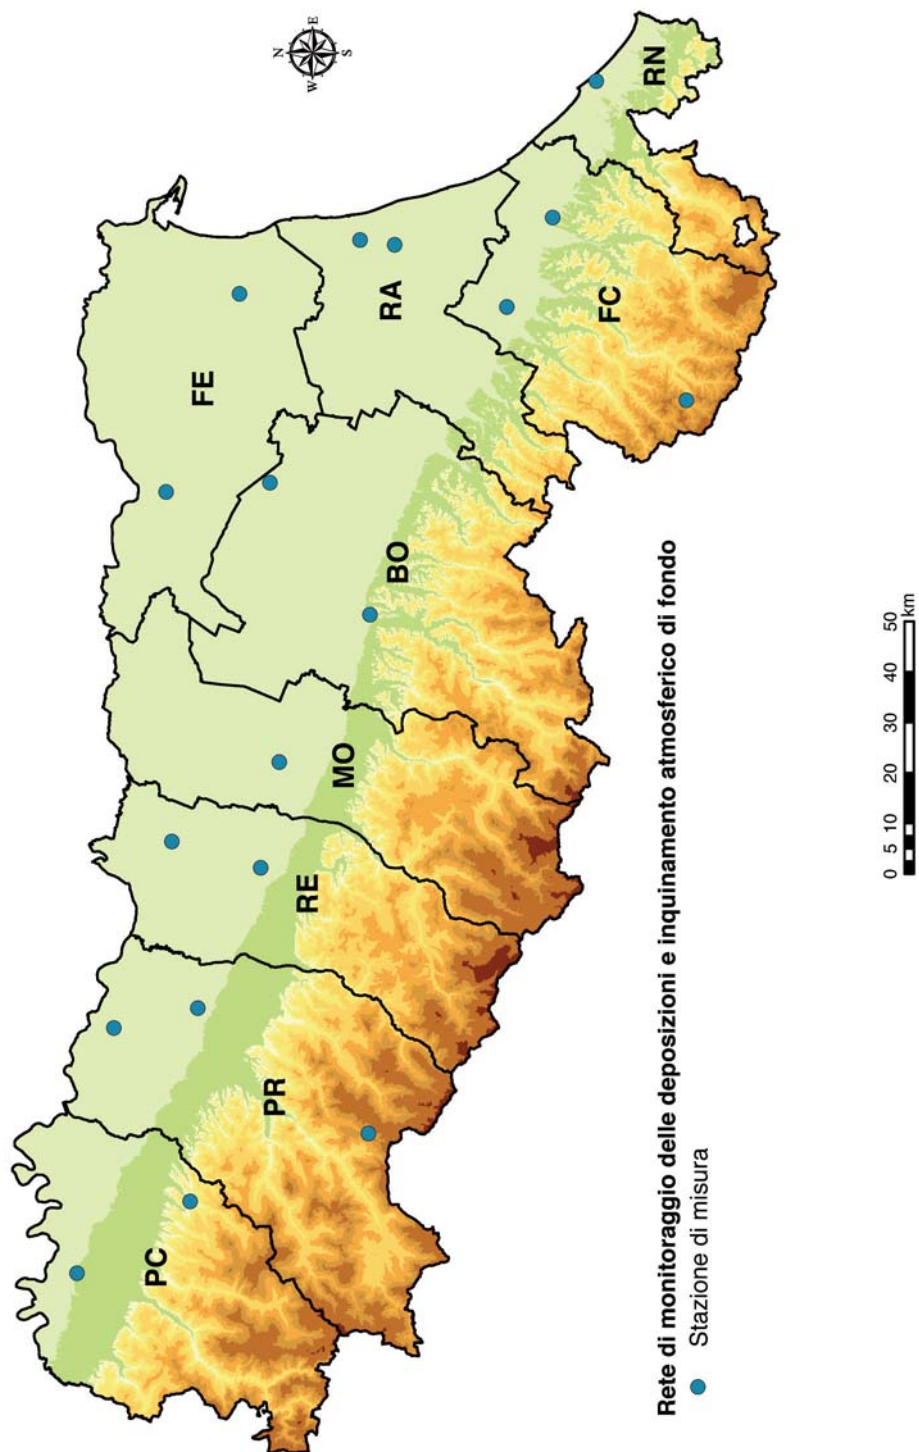 N
W
E
S
PC
PR
RE
MO
BO
FE
RA
FC
RN
Rete di monitoraggio delle deposizioni e inquinamento atmosferico di fondo
Stazione di misura
0 5 10 20 30 40 50
km